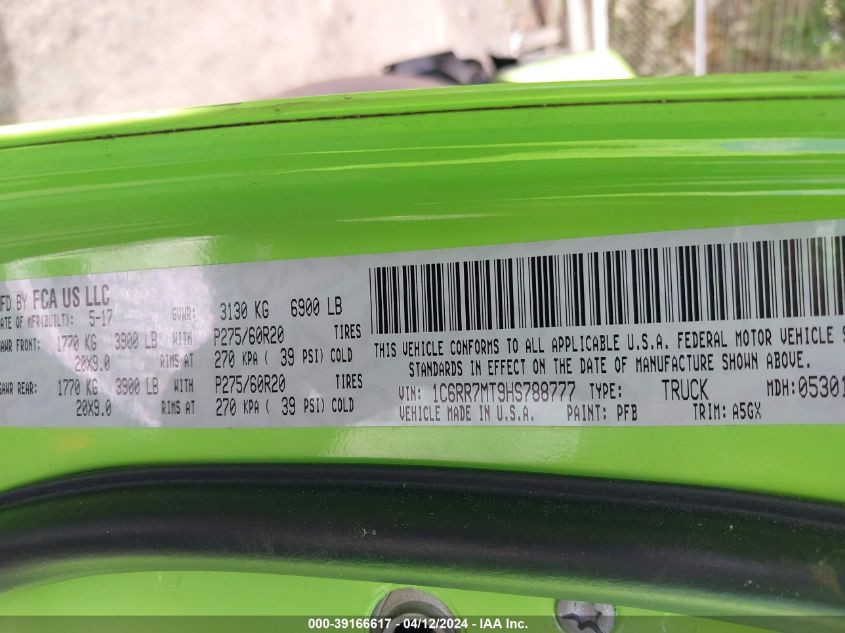 MFD BY FCA US LLC
DATE OF MFR(BUILT): 5-17
GVWR: 3130 KG 6900 LB
GAWR FRONT: 1770 KG 3900 LB WITH P275/60R20 TIRES
20X9.0 RIMS AT 270 KPA ( 39 PSI) COLD
GAWR REAR: 1770 KG 3900 LB WITH P275/60R20 TIRES
20X9.0 RIMS AT 270 KPA ( 39 PSI) COLD
THIS VEHICLE CONFORMS TO ALL APPLICABLE U.S.A. FEDERAL MOTOR VEHICLE S
STANDARDS IN EFFECT ON THE DATE OF MANUFACTURE SHOWN ABOVE.
VIN: 1C6RR7MT9HS788777 TYPE: TRUCK MDH:05301
VEHICLE MADE IN U.S.A. PAINT: PFB TRIM: A5GX
000-39166617 - 04/12/2024 - IAA Inc.